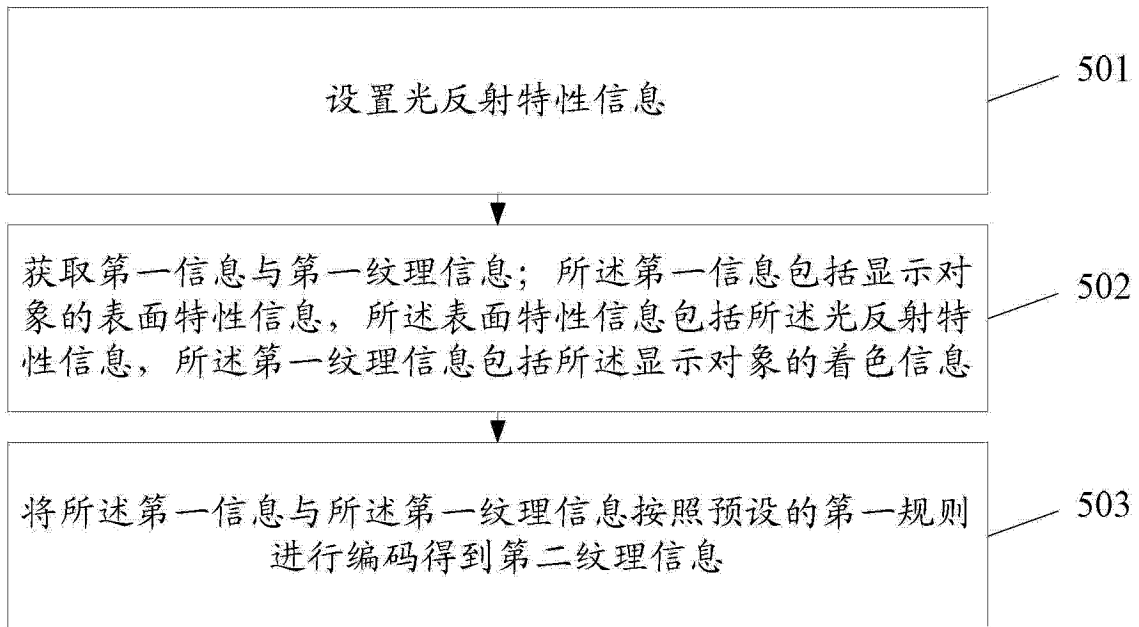 设置光反射特性信息
501
获取第一信息与第一纹理信息；所述第一信息包括显示对
象的表面特性信息，所述表面特性信息包括所述光反射特
性信息，所述第一纹理信息包括所述显示对象的着色信息
502
将所述第一信息与所述第一纹理信息按照预设的第一规则
进行编码得到第二纹理信息
503